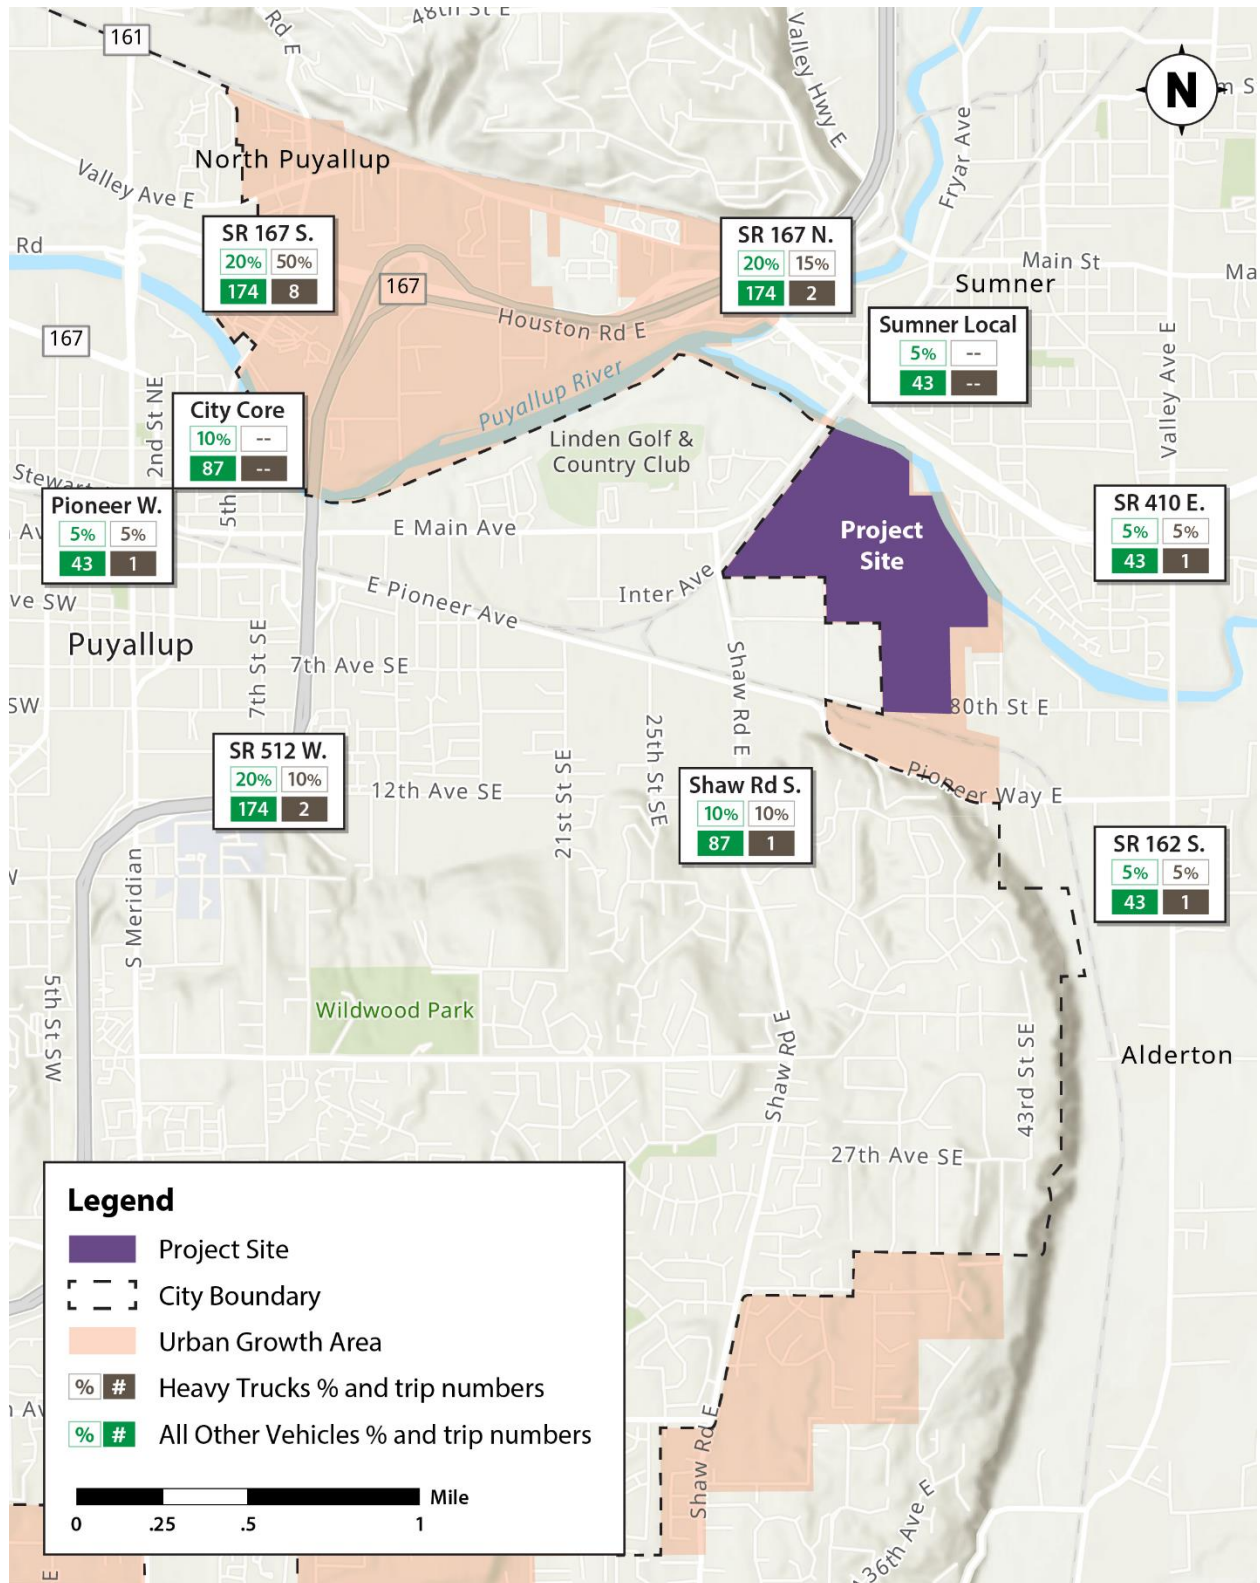 48th St E
161
Rd E
Valley Hwy E
N
m S
Fryar Ave
North Puyallup
Valley Ave E
SR 167 S.
20% 50%
174 8
SR 167 N.
20% 15%
174 2
Rd
Main St
Ma
Sumner
167
Houston Rd E
167
Sumner Local
5% --
43 --
Puyallup River
Valley Ave E
2nd St NE
City Core
10% --
87 --
Linden Golf &
Country Club
Stewart
5th
Pioneer W.
5% 5%
43 1
E Main Ave
Project
Site
SR 410 E.
5% 5%
43 1
Inter Ave
E Pioneer Ave
ve SW
Puyallup
7th St SE
7th Ave SE
Shaw Rd E
SW
80th St E
25th St SE
21st St SE
SR 512 W.
20% 10%
174 2
12th Ave SE
Shaw Rd S.
10% 10%
87 1
Pioneer Way E
SR 162 S.
5% 5%
43 1
S Meridian
5th St SW
Wildwood Park
Shaw Rd E
43rd St SE
Alderton
27th Ave SE
Legend
Project Site
City Boundary
Urban Growth Area
% # Heavy Trucks % and trip numbers
% # All Other Vehicles % and trip numbers
Mile
0 .25 .5 1
Shaw Rd E
136th Ave E
E